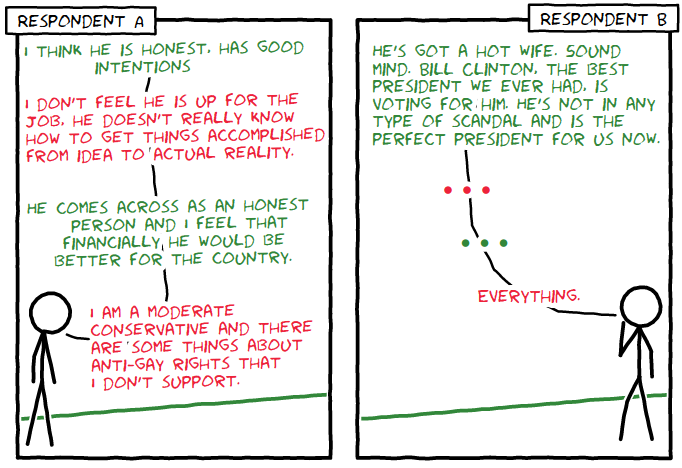 RESPONDENT A
I THINK HE IS HONEST, HAS GOOD
INTENTIONS
I DON'T FEEL HE IS UP FOR THE
JOB. HE DOESN'T REALLY KNOW
HOW TO GET THINGS ACCOMPLISHED
FROM IDEA TO ACTUAL REALITY.
HE COMES ACROSS AS AN HONEST
PERSON AND I FEEL THAT
FINANCIALLY HE WOULD BE
BETTER FOR THE COUNTRY.
I AM A MODERATE
CONSERVATIVE AND THERE
ARE SOME THINGS ABOUT
ANTI-GAY RIGHTS THAT
I DON'T SUPPORT.
RESPONDENT B
HE'S GOT A HOT WIFE. SOUND
MIND. BILL CLINTON, THE BEST
PRESIDENT WE EVER HAD, IS
VOTING FOR HIM. HE'S NOT IN ANY
TYPE OF SCANDAL AND IS THE
PERFECT PRESIDENT FOR US NOW.
• • •
• • •
EVERYTHING.